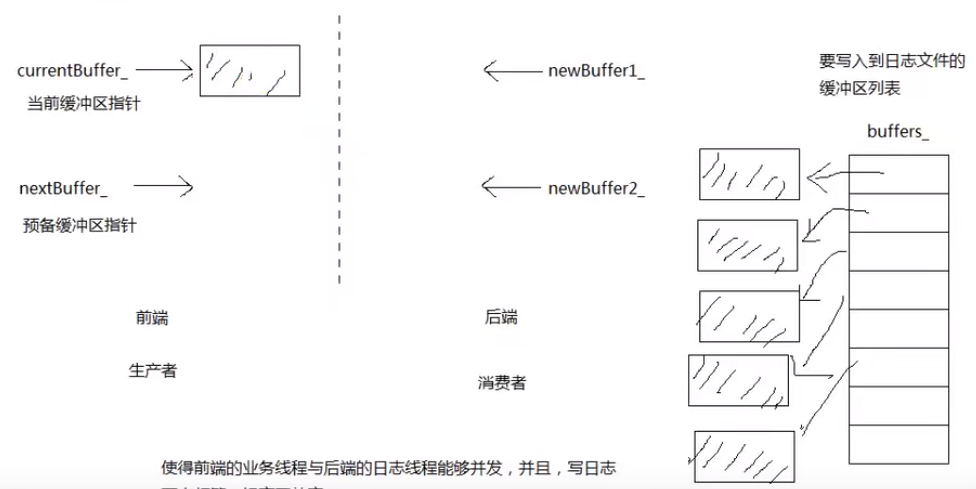 currentBuffer_
当前缓冲区指针
nextBuffer_
预备缓冲区指针
前端
生产者
newBuffer1_
newBuffer2_
后端
消费者
要写入到日志文件的
缓冲区列表
buffers_
使得前端的业务线程与后端的日志线程能够并发，并且，写日志